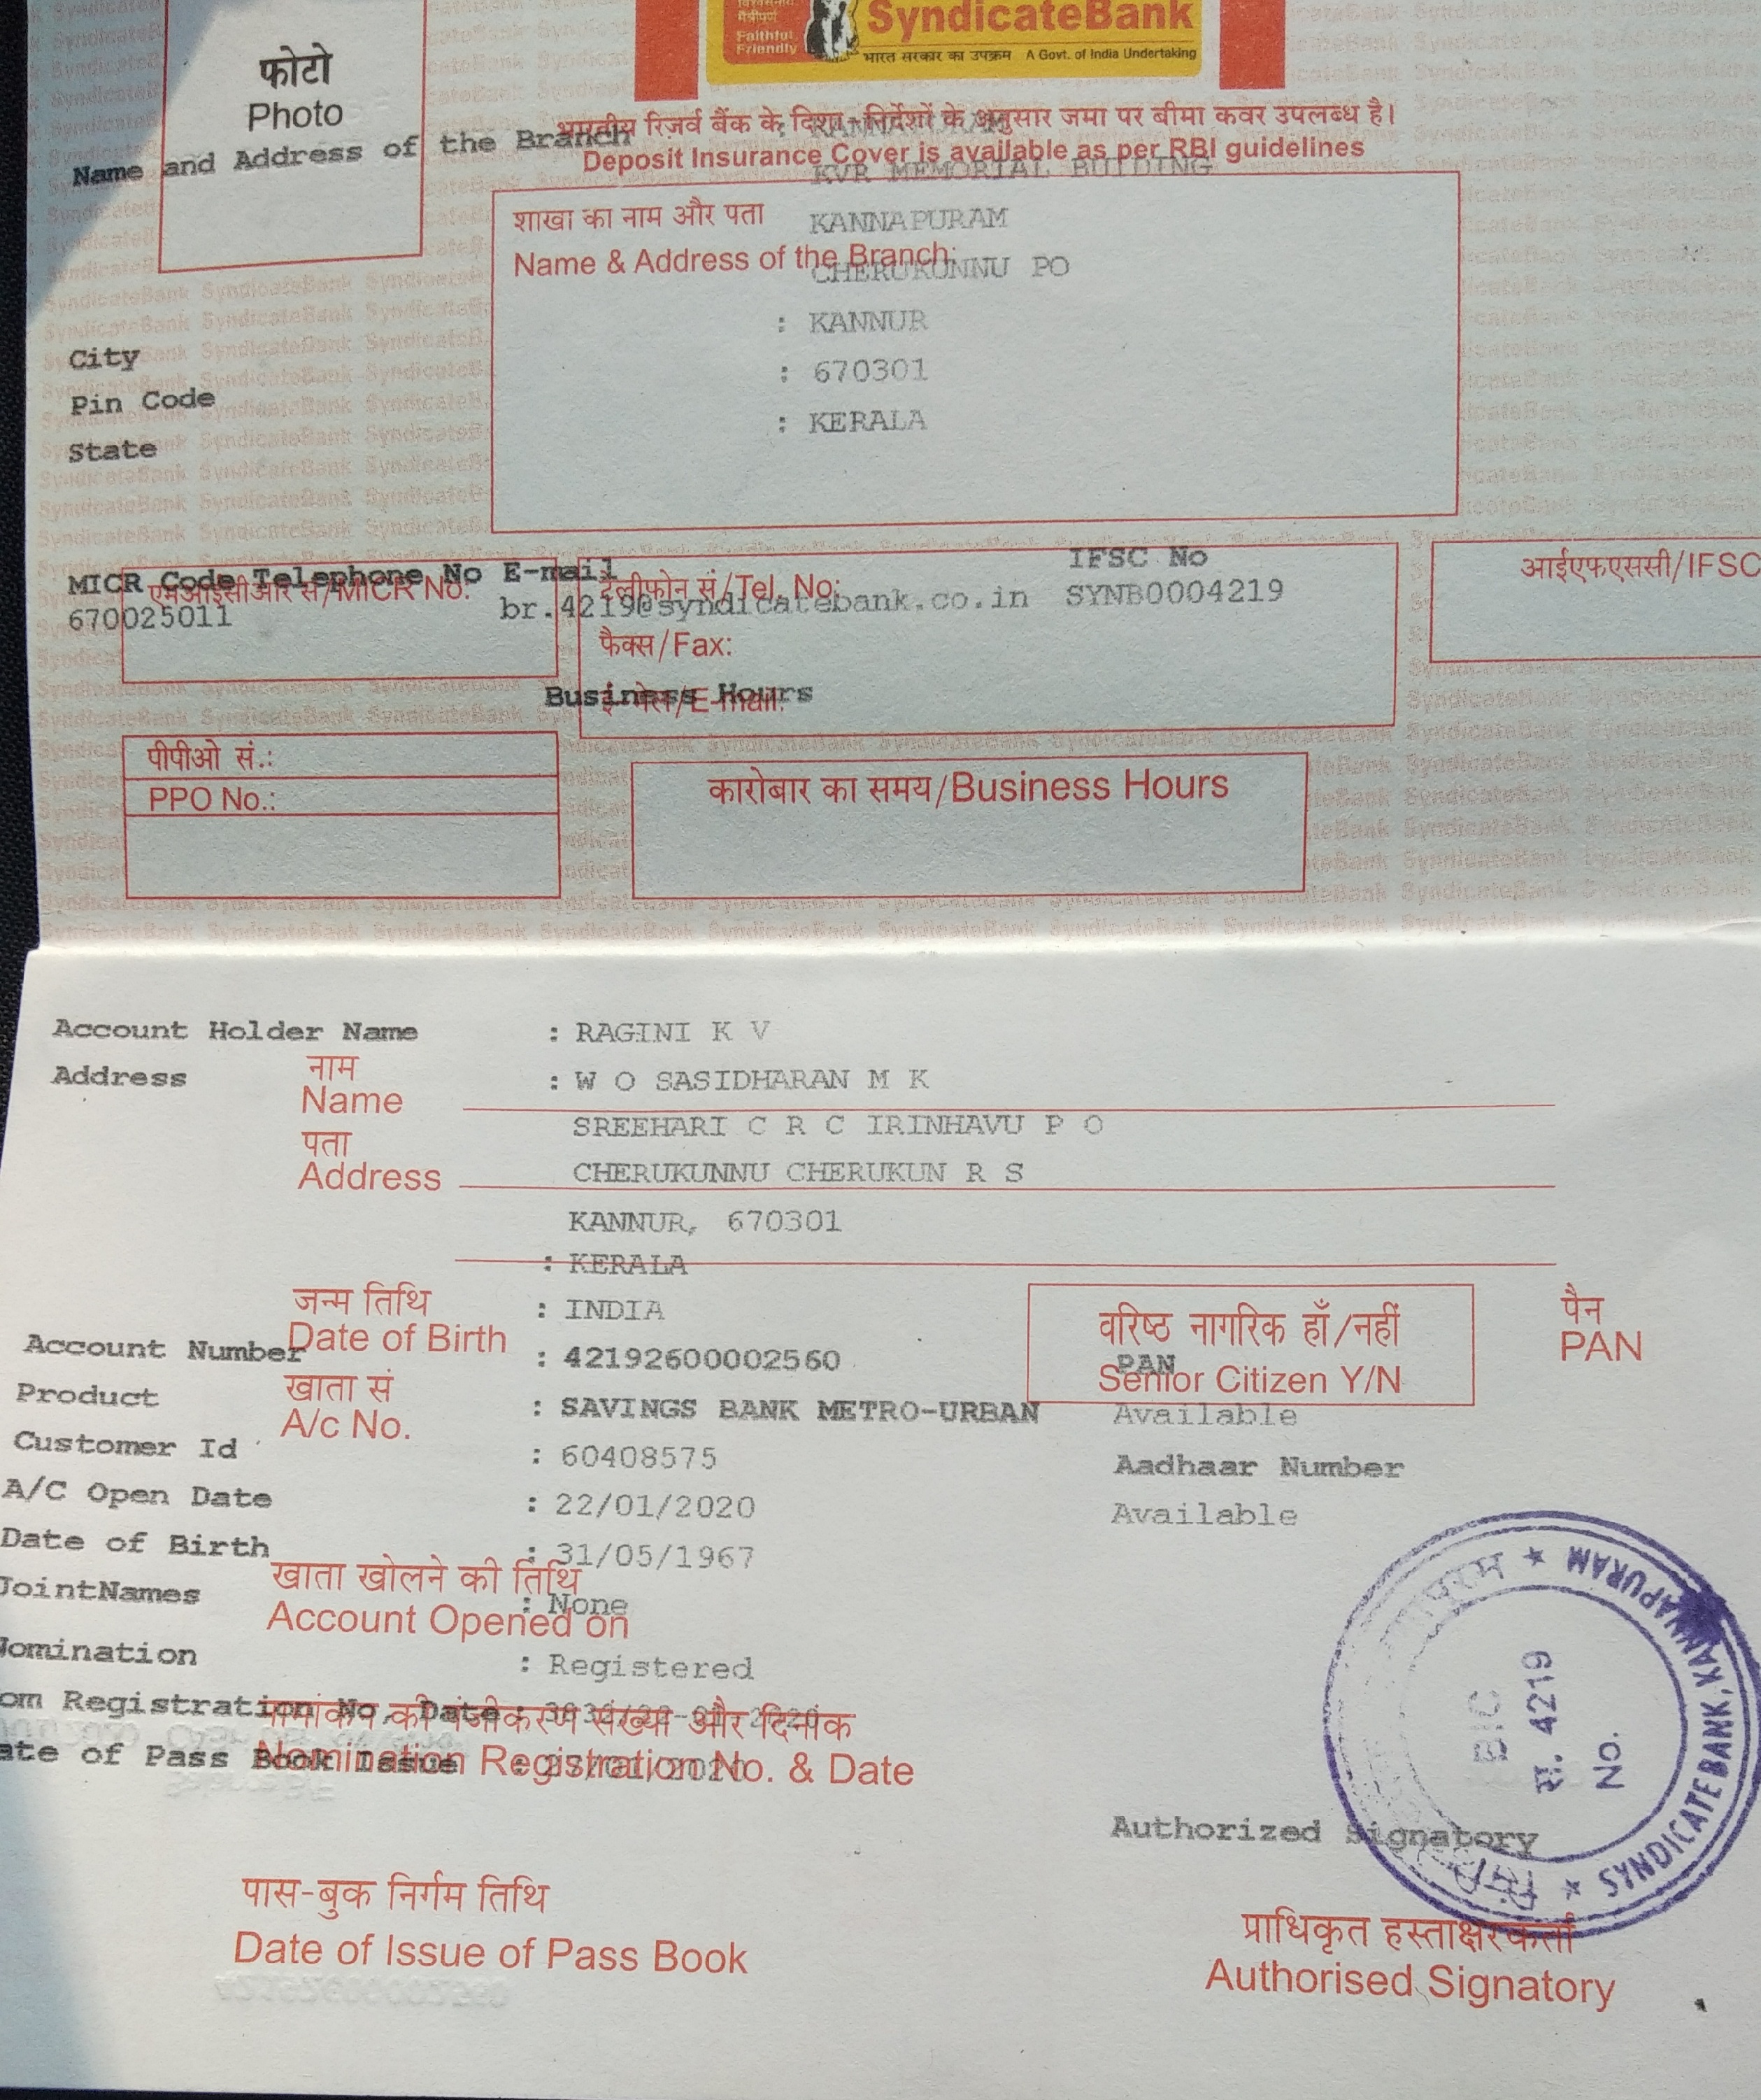 Faithful, Friendly
SyndicateBank
भारत सरकार का उपक्रम A Govt. of India Undertaking
फोटो
Photo
भारतीय रिज़र्व बैंक के दिशा-निर्देशों के अनुसार जमा पर बीमा कवर उपलब्ध है।
Deposit Insurance Cover is available as per RBI guidelines
Name and Address of the Branch : KANNAPURAM
KVR MEMORIAL BUILDING
शाखा का नाम और पता KANNAPURAM
Name & Address of the Branch: CHERUKUNNU PO
City : KANNUR
Pin Code : 670301
State : KERALA
MICR Code Telephone No E-mail IFSC No
670025011 br.4219@syndicatebank.co.in SYNB0004219
एमआईसीआर सं/MICR No.
टेलीफोन सं/Tel. No:
फैक्स/Fax:
ई-मेल/E-mail:
आईएफएससी/IFSC
Business Hours
पीपीओ सं.:
PPO No.:
कारोबार का समय/Business Hours
Account Holder Name : RAGINI K V
Address : W O SASIDHARAN M K
नाम
Name
SREEHARI C R C IRINHAVU P O
पता
Address
CHERUKUNNU CHERUKUN R S
KANNUR, 670301
: KERALA
: INDIA
जन्म तिथि
Date of Birth
वरिष्ठ नागरिक हाँ/नहीं
Senior Citizen Y/N
पैन
PAN
Account Number : 42192600002560 PAN
खाता सं
A/c No.
Product : SAVINGS BANK METRO-URBAN Available
Customer Id : 60408575 Aadhaar Number
A/C Open Date : 22/01/2020 Available
Date of Birth : 31/05/1967
खाता खोलने की तिथि
Account Opened on
JointNames : None
Nomination : Registered
om Registration No, Date :
नामांकन की पंजीकरण संख्या और दिनांक
Nomination Registration No. & Date
ate of Pass Book Issue :
SYNDICATE BANK, KANNAPURAM
BIC
सं. 4219
No.
Authorized Signatory
पास-बुक निर्गम तिथि
Date of Issue of Pass Book
प्राधिकृत हस्ताक्षरकर्ता
Authorised Signatory